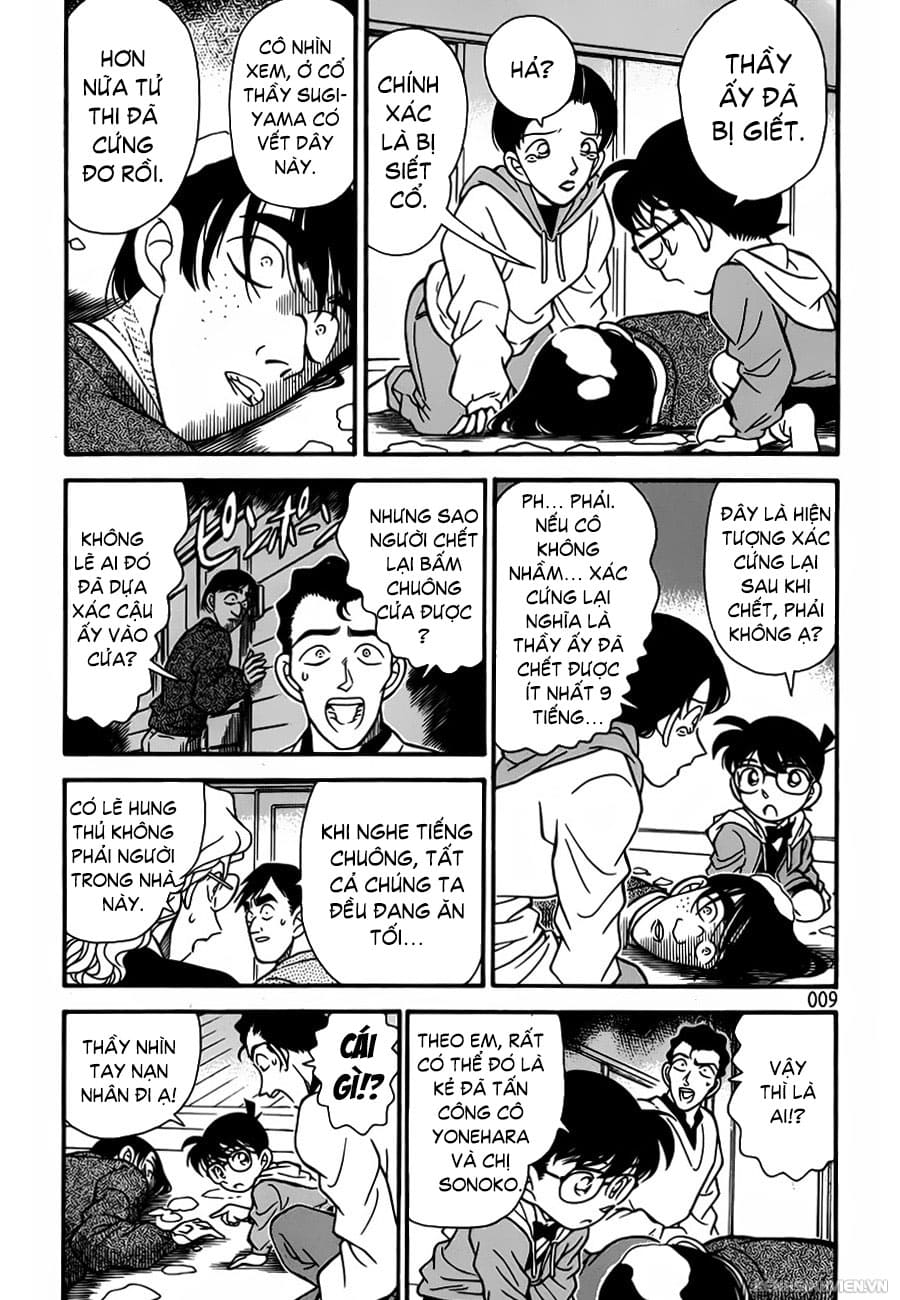 THẦY
ẤY ĐÃ
BỊ GIẾT.
HẢ?
CHÍNH
XÁC
LÀ BỊ
SIẾT
CỔ.
CÔ NHÌN
XEM, Ở CỔ
THẦY SUGI-
YAMA CÓ
VẾT DÂY
NÀY.
HƠN
NỮA TỬ
THI ĐÃ
CỨNG
ĐƠ RỒI.
ĐÂY LÀ HIỆN
TƯỢNG XÁC
CỨNG LẠI
SAU KHI
CHẾT, PHẢI
KHÔNG Ạ?
PH... PHẢI.
NẾU CÔ
KHÔNG
NHẦM... XÁC
CỨNG LẠI
NGHĨA LÀ
THẦY ẤY ĐÃ
CHẾT ĐƯỢC
ÍT NHẤT 9
TIẾNG...
NHƯNG SAO
NGƯỜI CHẾT
LẠI BẤM
CHUÔNG
CỬA ĐƯỢC
?
ピンポーン
KHÔNG
LẼ AI ĐÓ
ĐÃ DỰA
XÁC CẬU
ẤY VÀO
CỬA?
KHI NGHE TIẾNG
CHUÔNG, TẤT
CẢ CHÚNG TA
ĐỀU ĐANG ĂN
TỐI...
CÓ LẼ HUNG
THỦ KHÔNG
PHẢI NGƯỜI
TRONG NHÀ
NÀY.
009
VẬY
THÌ LÀ
AI!?
THEO EM, RẤT
CÓ THỂ ĐÓ LÀ
KẺ ĐÃ TẤN
CÔNG CÔ
YONEHARA
VÀ CHỊ
SONOKO.
CÁI
GÌ!?
THẦY NHÌN
TAY NẠN
NHÂN ĐI Ạ!